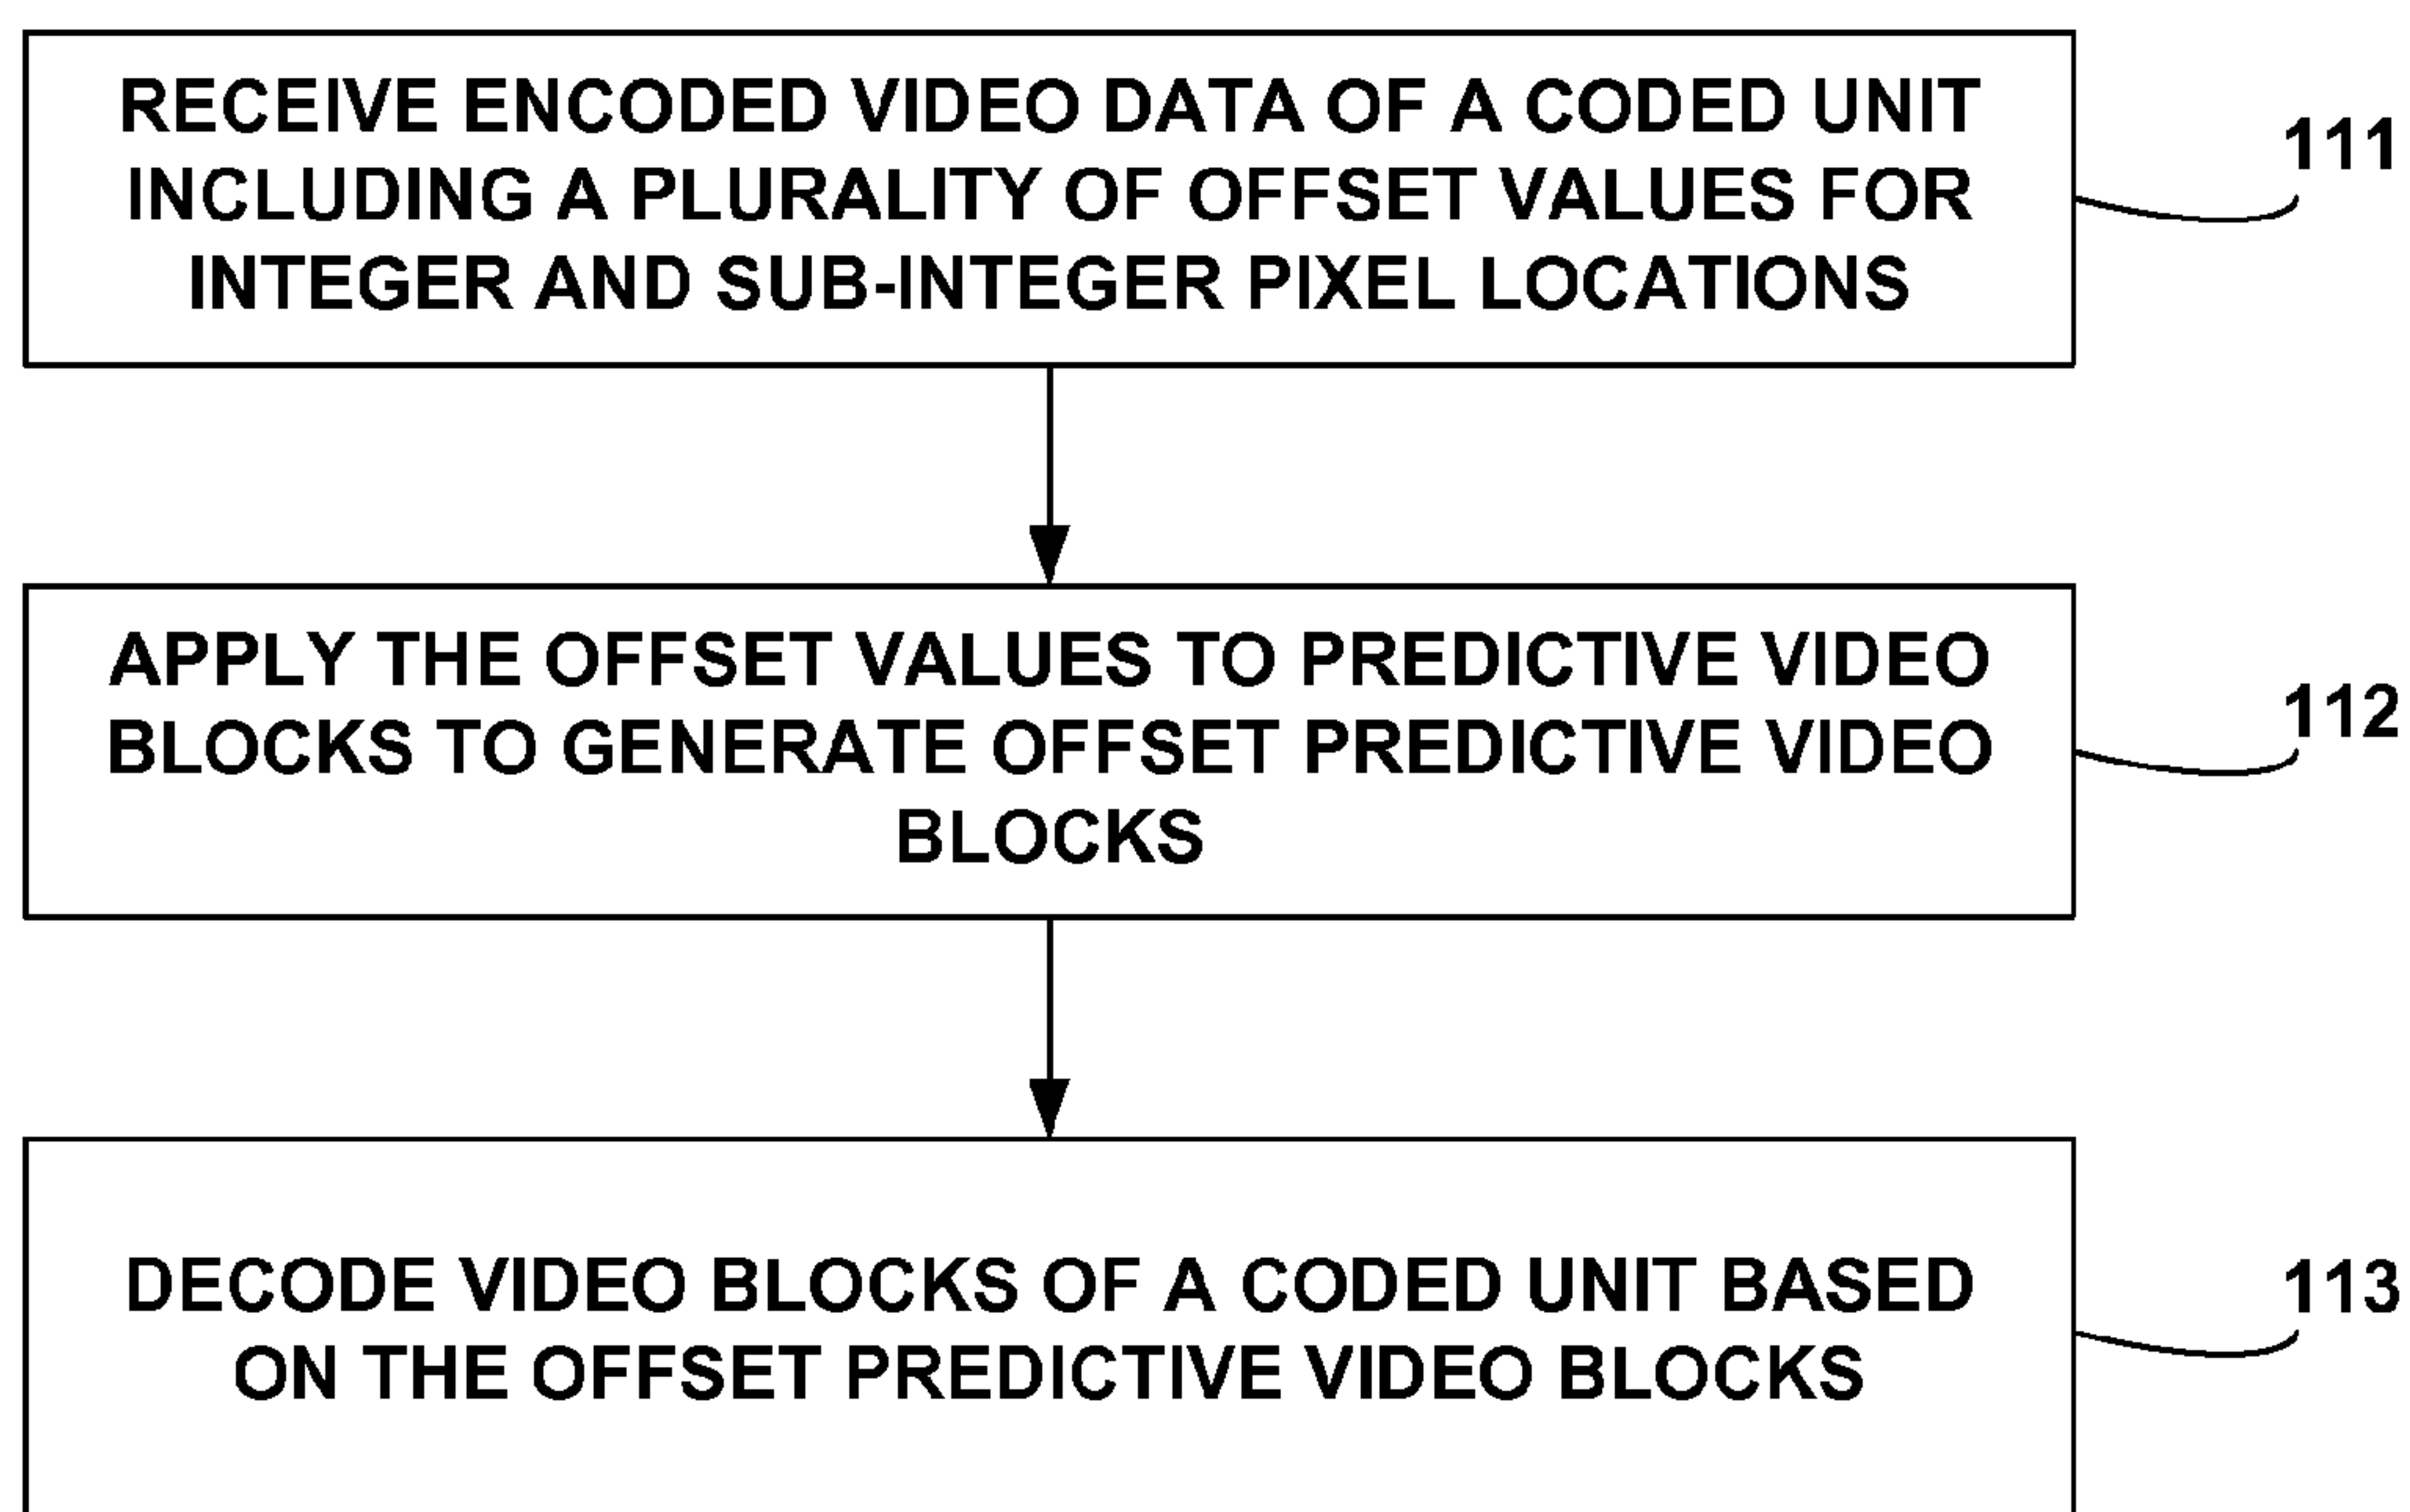 RECEIVE ENCODED VIDEO DATA OF A CODED UNIT
INCLUDING A PLURALITY OF OFFSET VALUES FOR
INTEGER AND SUB-INTEGER PIXEL LOCATIONS
111
APPLY THE OFFSET VALUES TO PREDICTIVE VIDEO
BLOCKS TO GENERATE OFFSET PREDICTIVE VIDEO
BLOCKS
112
DECODE VIDEO BLOCKS OF A CODED UNIT BASED
ON THE OFFSET PREDICTIVE VIDEO BLOCKS
113